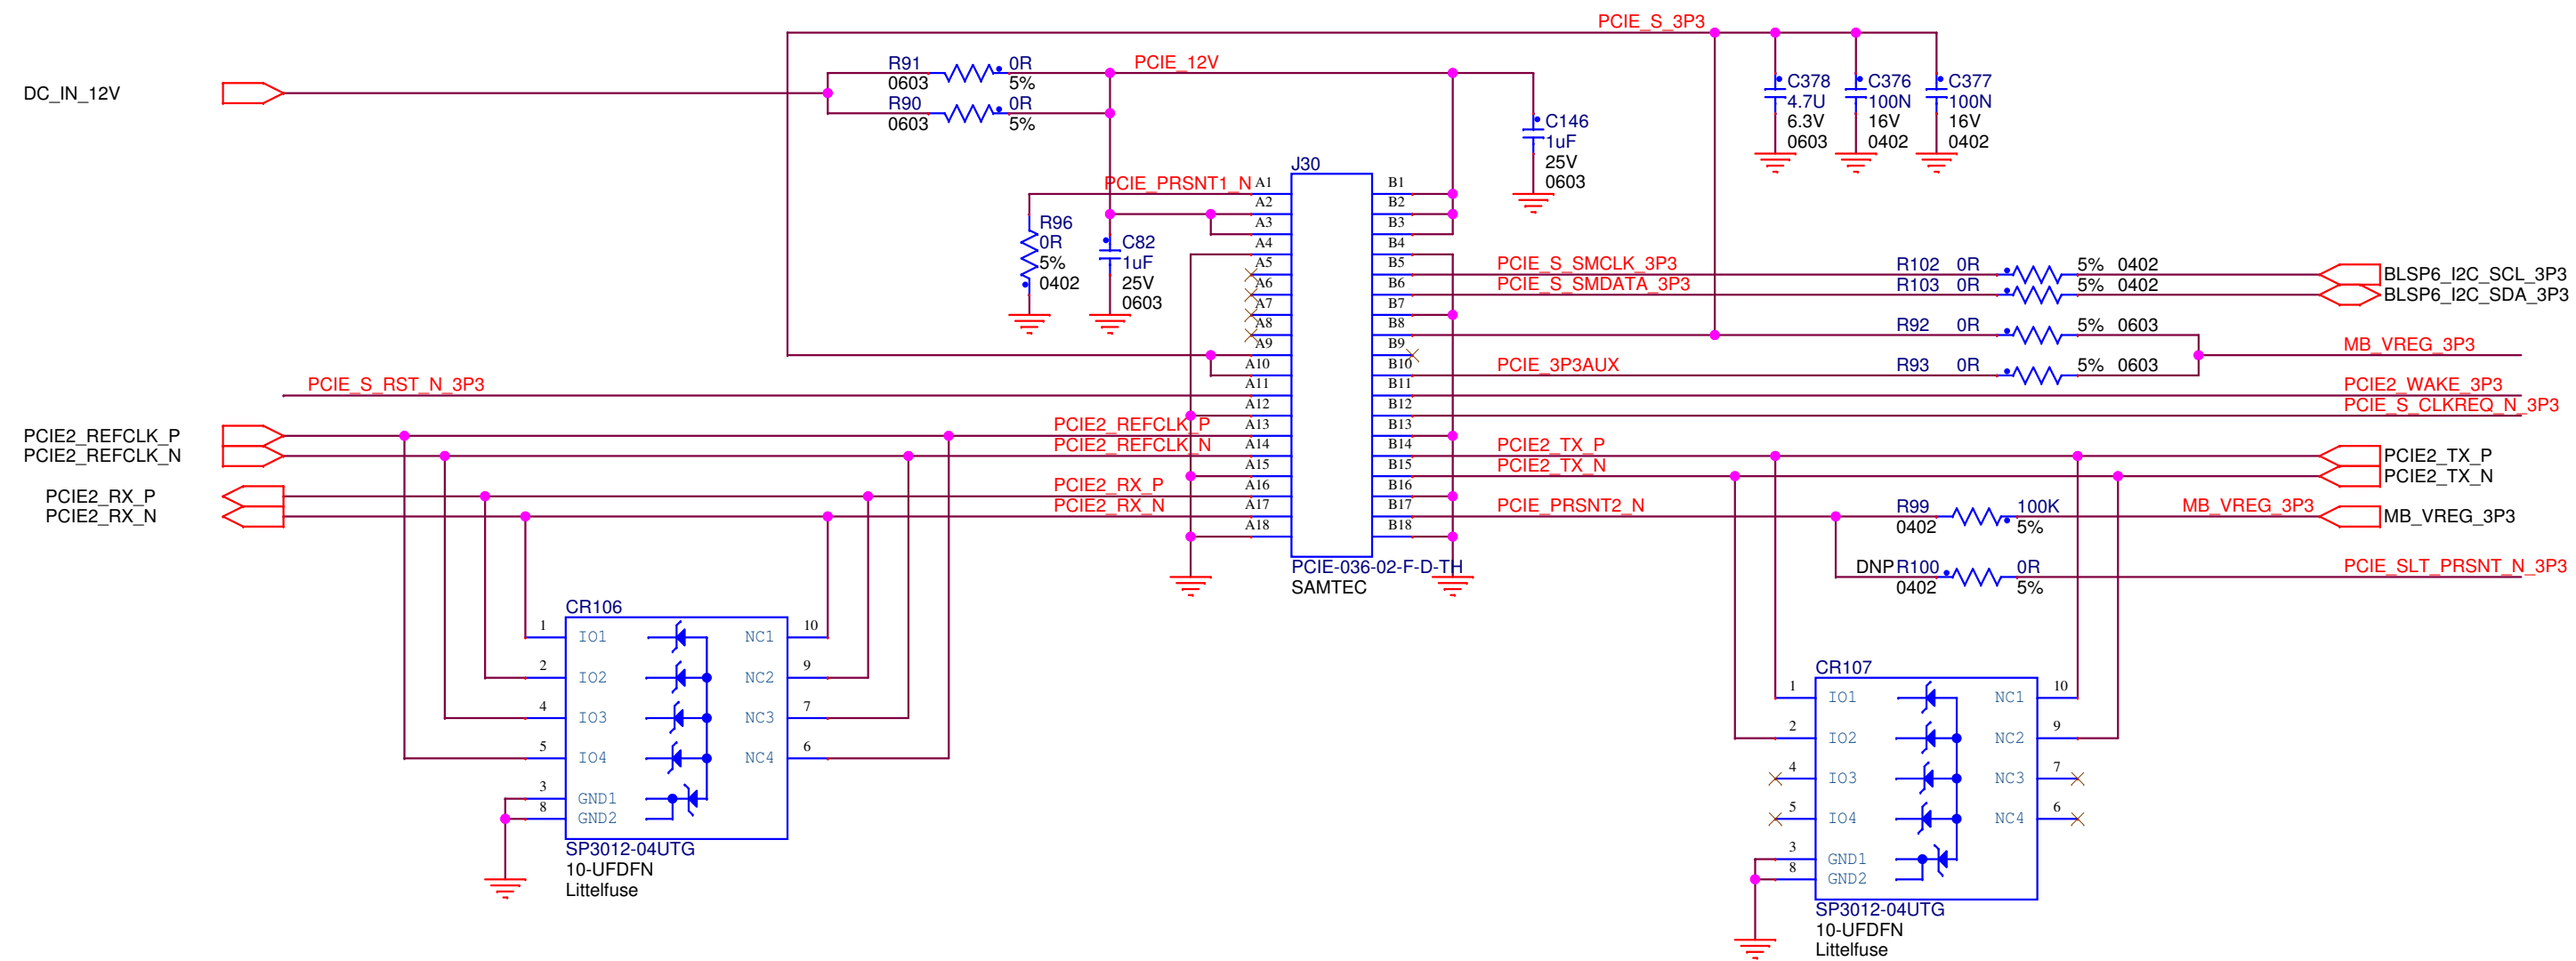 PCIE_S_3P3
DC_IN_12V
R91 0R
0603 5%
R90 0R
0603 5%
PCIE_12V
C378
4.7U
6.3V
0603
C376
100N
16V
0402
C377
100N
16V
0402
C146
1uF
25V
0603
J30
PCIE_PRSNT1_N
R96
0R
5%
0402
C82
1uF
25V
0603
A1 B1
A2 B2
A3 B3
A4 B4
A5 B5
A6 B6
A7 B7
A8 B8
A9 B9
A10 B10
A11 B11
A12 B12
A13 B13
A14 B14
A15 B15
A16 B16
A17 B17
A18 B18
PCIE-036-02-F-D-TH
SAMTEC
PCIE_S_SMCLK_3P3 R102 0R 5% 0402 BLSP6_I2C_SCL_3P3
PCIE_S_SMDATA_3P3 R103 0R 5% 0402 BLSP6_I2C_SDA_3P3
R92 0R 5% 0603
MB_VREG_3P3
PCIE_3P3AUX R93 0R 5% 0603
PCIE2_WAKE_3P3
PCIE_S_CLKREQ_N_3P3
PCIE_S_RST_N_3P3
PCIE2_REFCLK_P PCIE2_REFCLK_P
PCIE2_REFCLK_N PCIE2_REFCLK_N
PCIE2_RX_P PCIE2_RX_P
PCIE2_RX_N PCIE2_RX_N
PCIE2_TX_P PCIE2_TX_P
PCIE2_TX_N PCIE2_TX_N
PCIE_PRSNT2_N R99 100K MB_VREG_3P3 MB_VREG_3P3
0402 5%
DNP R100 0R PCIE_SLT_PRSNT_N_3P3
0402 5%
CR106
1 IO1 NC1 10
2 IO2 NC2 9
4 IO3 NC3 7
5 IO4 NC4 6
3 GND1
8 GND2
SP3012-04UTG
10-UFDFN
Littelfuse
CR107
1 IO1 NC1 10
2 IO2 NC2 9
4 IO3 NC3 7
5 IO4 NC4 6
3 GND1
8 GND2
SP3012-04UTG
10-UFDFN
Littelfuse